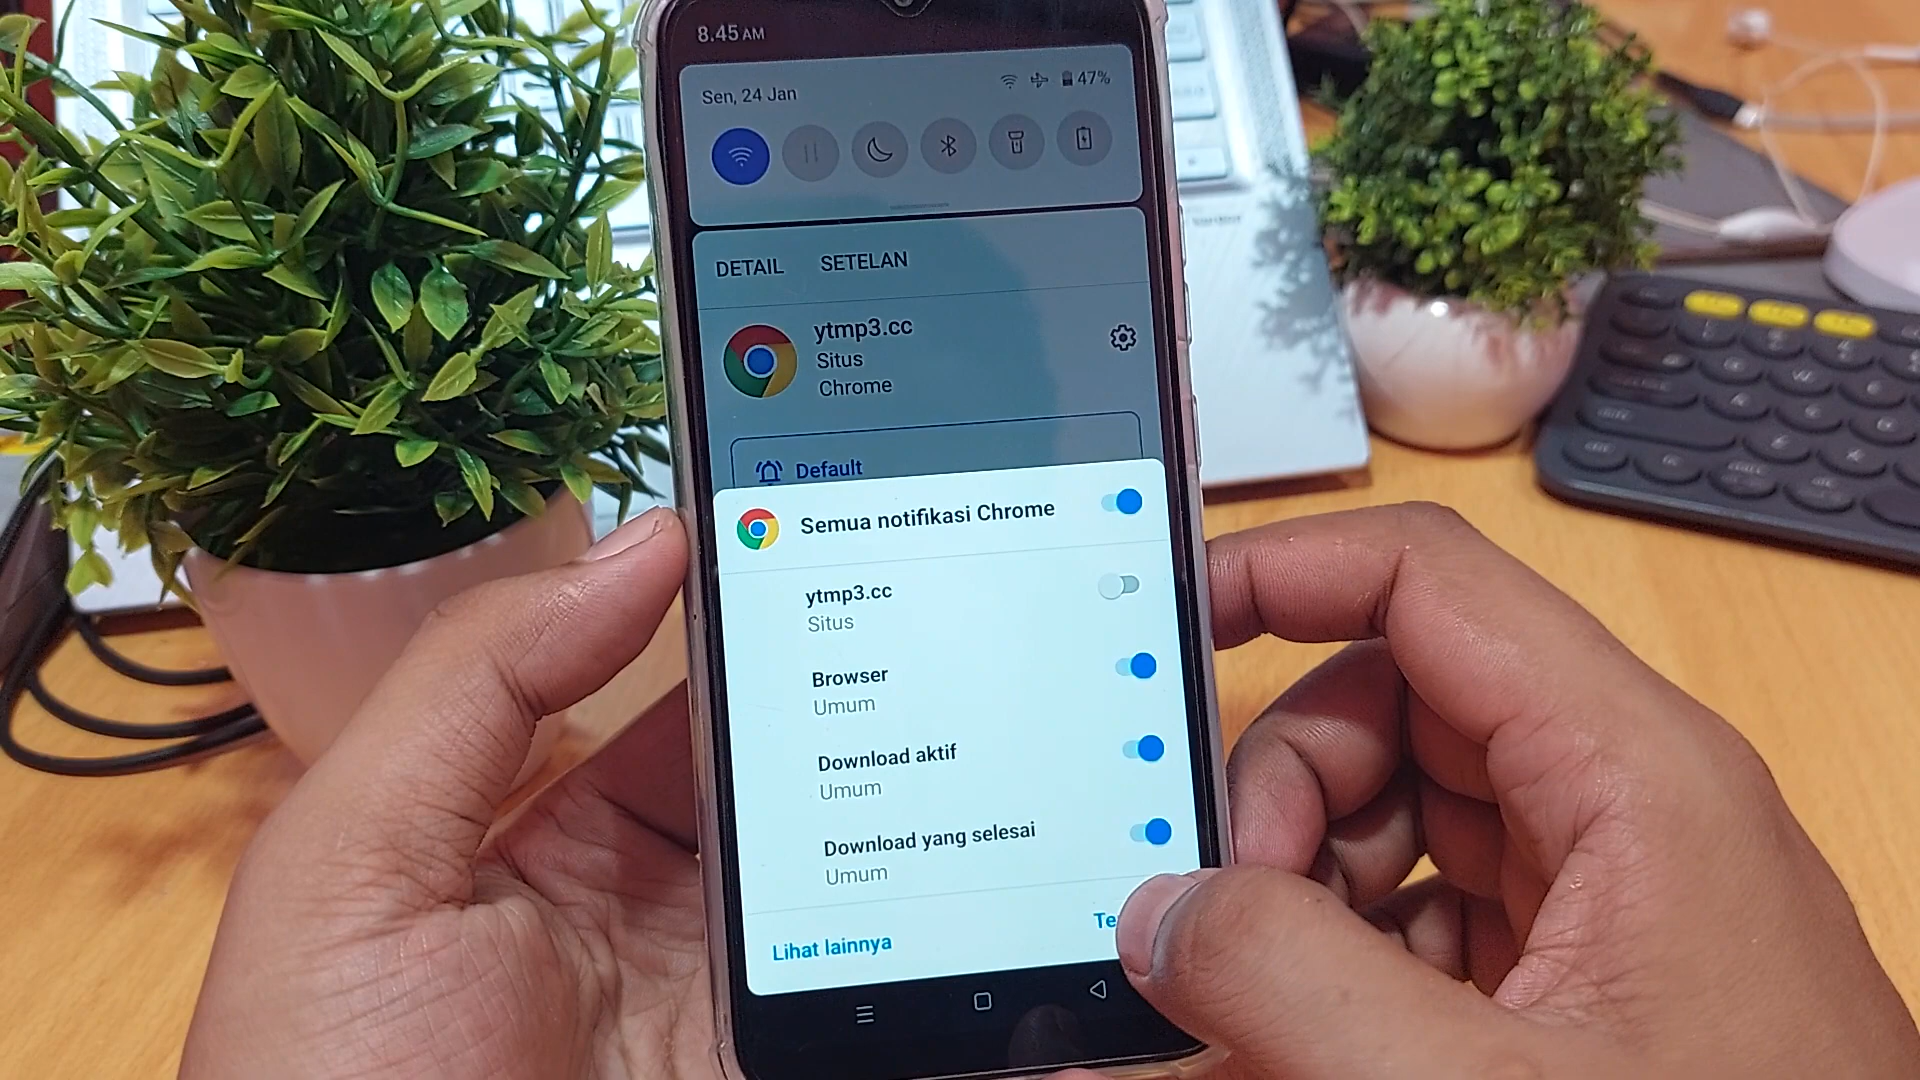 8.45 AM
Sen, 24 Jan
47%
DETAIL SETELAN
ytmp3.cc
Situs
Chrome
Default
Semua notifikasi Chrome
ytmp3.cc
Situs
Browser
Umum
Download aktif
Umum
Download yang selesai
Umum
Lihat lainnya
Te